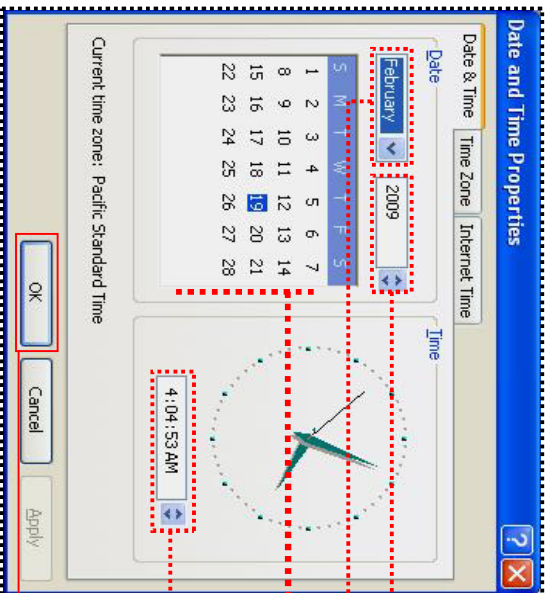 Date and Time Properties
?
Date & Time Time Zone Internet Time
Date
February 2009
S M T W T F S
1 2 3 4 5 6 7
8 9 10 11 12 13 14
15 16 17 18 19 20 21
22 23 24 25 26 27 28
Time
4:04:53 AM
Current time zone: Pacific Standard Time
OK Cancel Apply